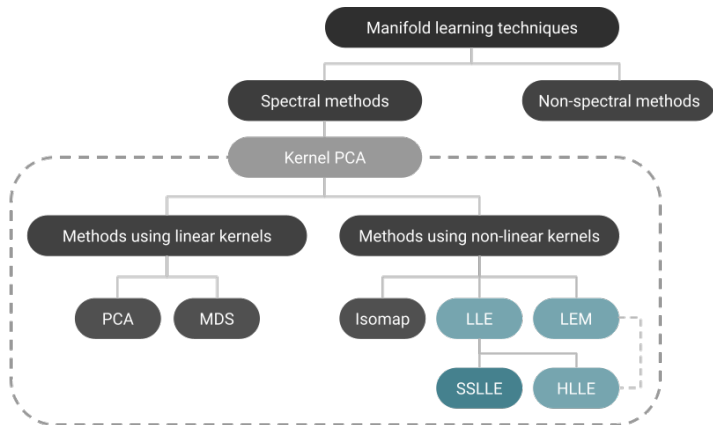 Manifold learning techniques
Spectral methods
Non-spectral methods
Kernel PCA
Methods using linear kernels
Methods using non-linear kernels
PCA
MDS
Isomap
LLE
LEM
SSLLE
HLLE